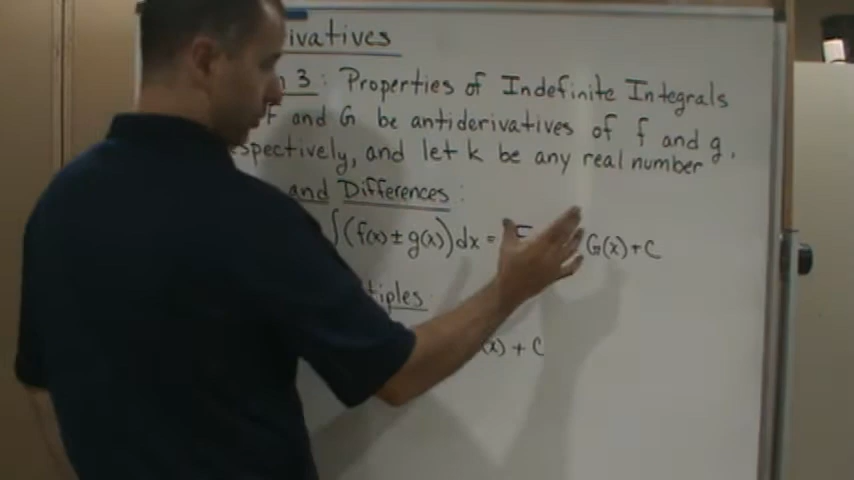 ivatives
3: Properties of Indefinite Integrals
F and G be antiderivatives of f and g,
spectively, and let k be any real number
and Differences:
∫(f(x)±g(x))dx = F G(x)+C
tiples
(x) + C